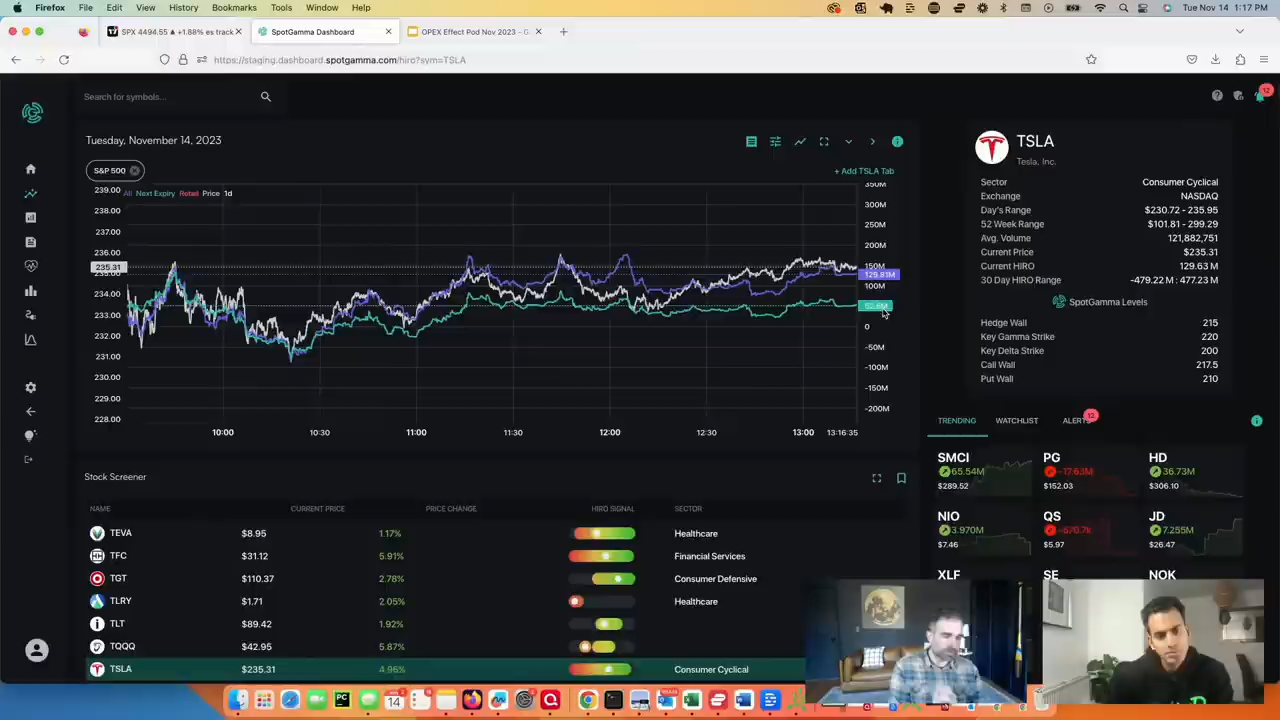 Firefox File Edit View History Bookmarks Tools Window Help Tue Nov 14 1:17 PM
SPX 4494.55 ▲ +1.88% es track SpotGamma Dashboard OPEX Effect Pod Nov 2023 – G
https://staging.dashboard.spotgamma.com/hiro?sym=TSLA
Search for symbols...
12
Tuesday, November 14, 2023
S&P 500
+ Add TSLA Tab
All Next Expiry Retail Price 1d
239.00
238.00
237.00
236.00
235.31
235.00
234.00
233.00
232.00
231.00
230.00
229.00
228.00
350M
300M
250M
200M
150M
129.81M
100M
0
-50M
-100M
-150M
-200M
10:00 10:30 11:00 11:30 12:00 12:30 13:00 13:16:35
TSLA
Tesla, Inc.
Sector Consumer Cyclical
Exchange NASDAQ
Day's Range $230.72 - 235.95
52 Week Range $101.81 - 299.29
Avg. Volume 121,882,751
Current Price $235.31
Current HIRO 129.63 M
30 Day HIRO Range -479.22 M : 477.23 M
SpotGamma Levels
Hedge Wall 215
Key Gamma Strike 220
Key Delta Strike 200
Call Wall 217.5
Put Wall 210
TRENDING WATCHLIST ALERTS 12
SMCI PG HD
65.54M -17.63M 36.73M
$289.52 $152.03 $306.10
NIO QS JD
3.970M -670.7k 7.255M
$7.46 $5.97 $26.47
XLF SE NOK
Stock Screener
NAME CURRENT PRICE PRICE CHANGE HIRO SIGNAL SECTOR
TEVA $8.95 1.17% Healthcare
TFC $31.12 5.91% Financial Services
TGT $110.37 2.78% Consumer Defensive
TLRY $1.71 2.05% Healthcare
TLT $89.42 1.92%
TQQQ $42.95 5.87%
TSLA $235.31 4.96% Consumer Cyclical